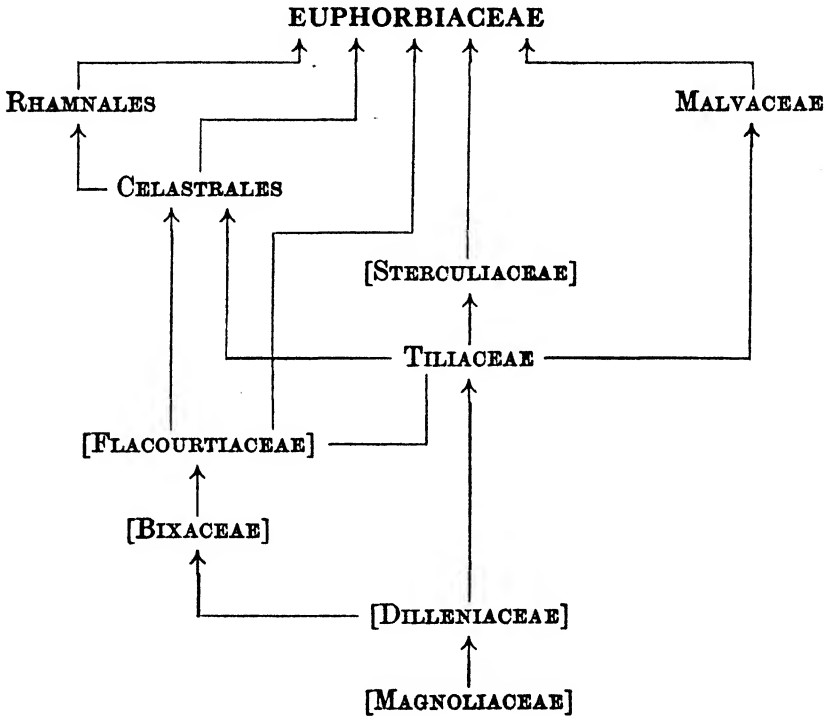 EUPHORBIACEAE
RHAMNALES
MALVACEAE
CELASTRALES
[STERCULIACEAE]
TILIACEAE
[FLACOURTIACEAE]
[BIXACEAE]
[DILLENIACEAE]
[MAGNOLIACEAE]